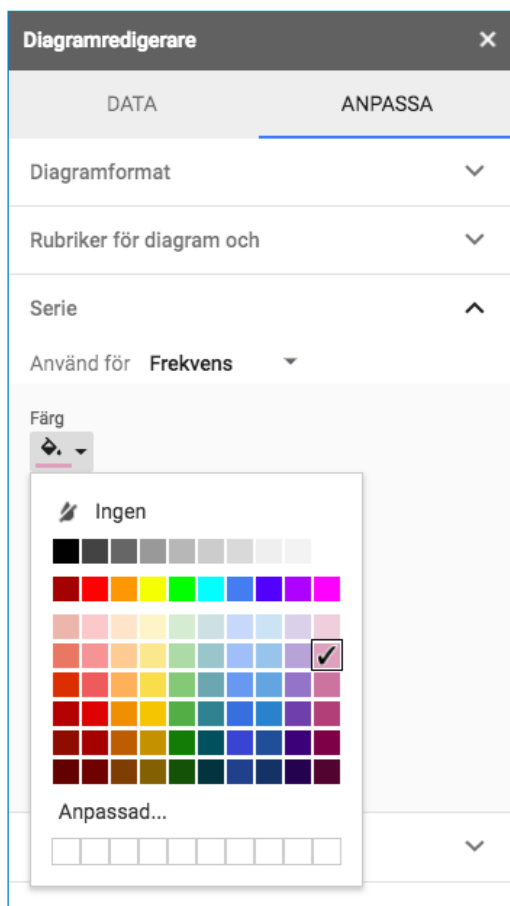 Diagramredigerare
DATA ANPASSA
Diagramformat
Rubriker för diagram och
Serie
Använd för Frekvens
Färg
Ingen
Anpassad...